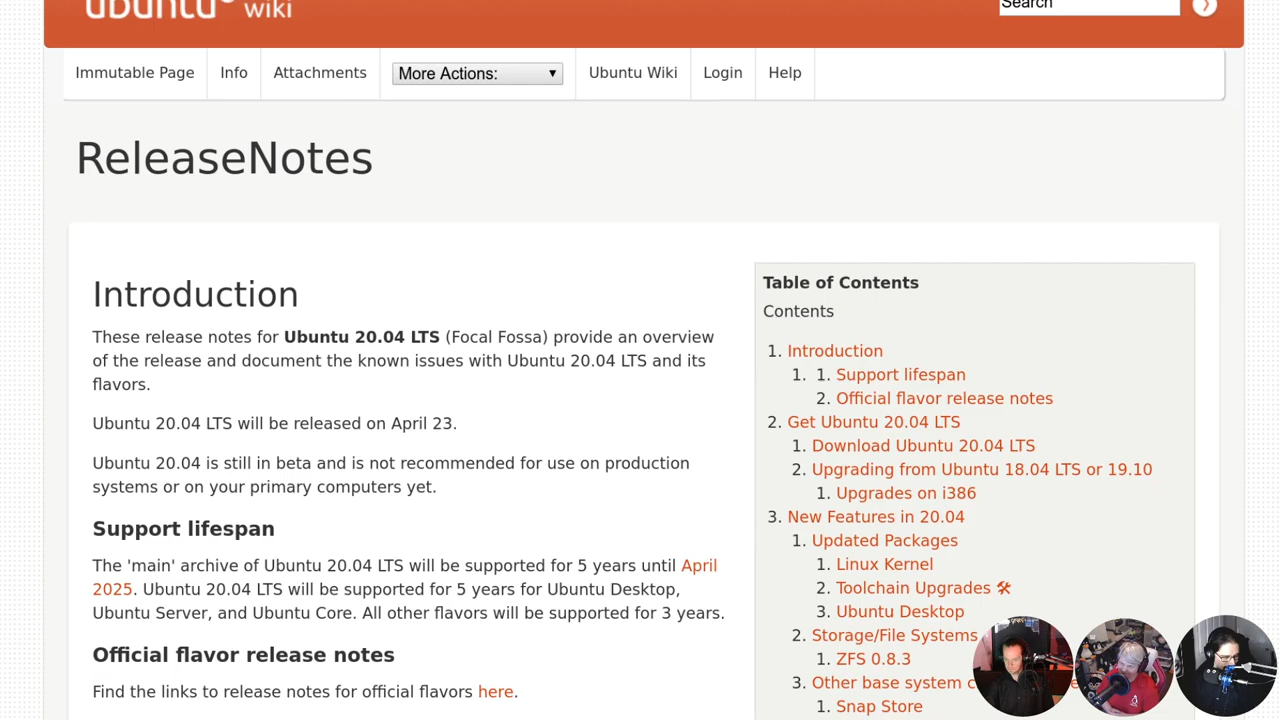 ubuntu wiki
Search
Immutable Page Info Attachments More Actions: Ubuntu Wiki Login Help
ReleaseNotes
Introduction
These release notes for Ubuntu 20.04 LTS (Focal Fossa) provide an overview
of the release and document the known issues with Ubuntu 20.04 LTS and its
flavors.
Ubuntu 20.04 LTS will be released on April 23.
Ubuntu 20.04 is still in beta and is not recommended for use on production
systems or on your primary computers yet.
Support lifespan
The 'main' archive of Ubuntu 20.04 LTS will be supported for 5 years until April
2025. Ubuntu 20.04 LTS will be supported for 5 years for Ubuntu Desktop,
Ubuntu Server, and Ubuntu Core. All other flavors will be supported for 3 years.
Official flavor release notes
Find the links to release notes for official flavors here.
Table of Contents
Contents
1. Introduction
1. 1. Support lifespan
2. Official flavor release notes
2. Get Ubuntu 20.04 LTS
1. Download Ubuntu 20.04 LTS
2. Upgrading from Ubuntu 18.04 LTS or 19.10
1. Upgrades on i386
3. New Features in 20.04
1. Updated Packages
1. Linux Kernel
2. Toolchain Upgrades 🛠
3. Ubuntu Desktop
2. Storage/File Systems
1. ZFS 0.8.3
3. Other base system
1. Snap Store